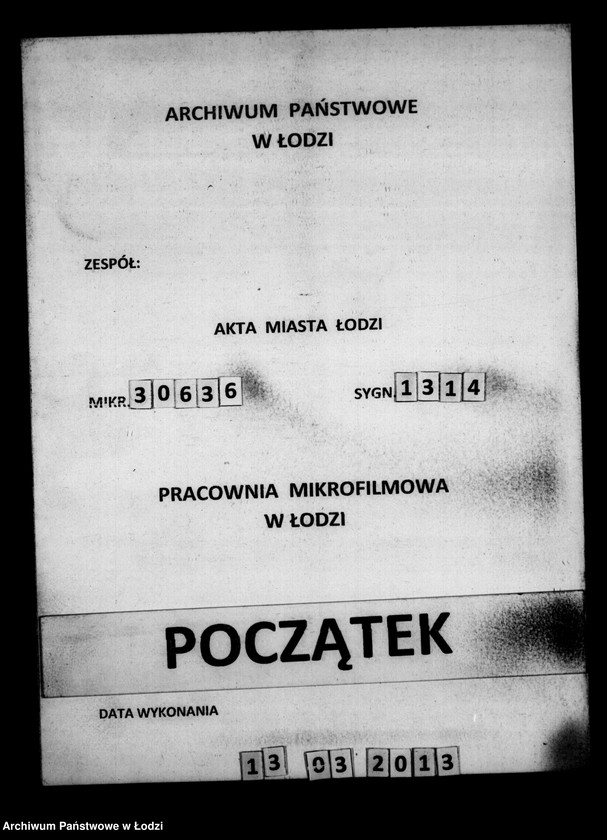 ARCHIWUM PAŃSTWOWE
W ŁODZI
ZESPÓŁ:
AKTA MIASTA ŁODZI
MIKR. 30636 SYGN. 1314
PRACOWNIA MIKROFILMOWA
W ŁODZI
POCZĄTEK
DATA WYKONANIA
13 03 2013
Archiwum Państwowe w Łodzi